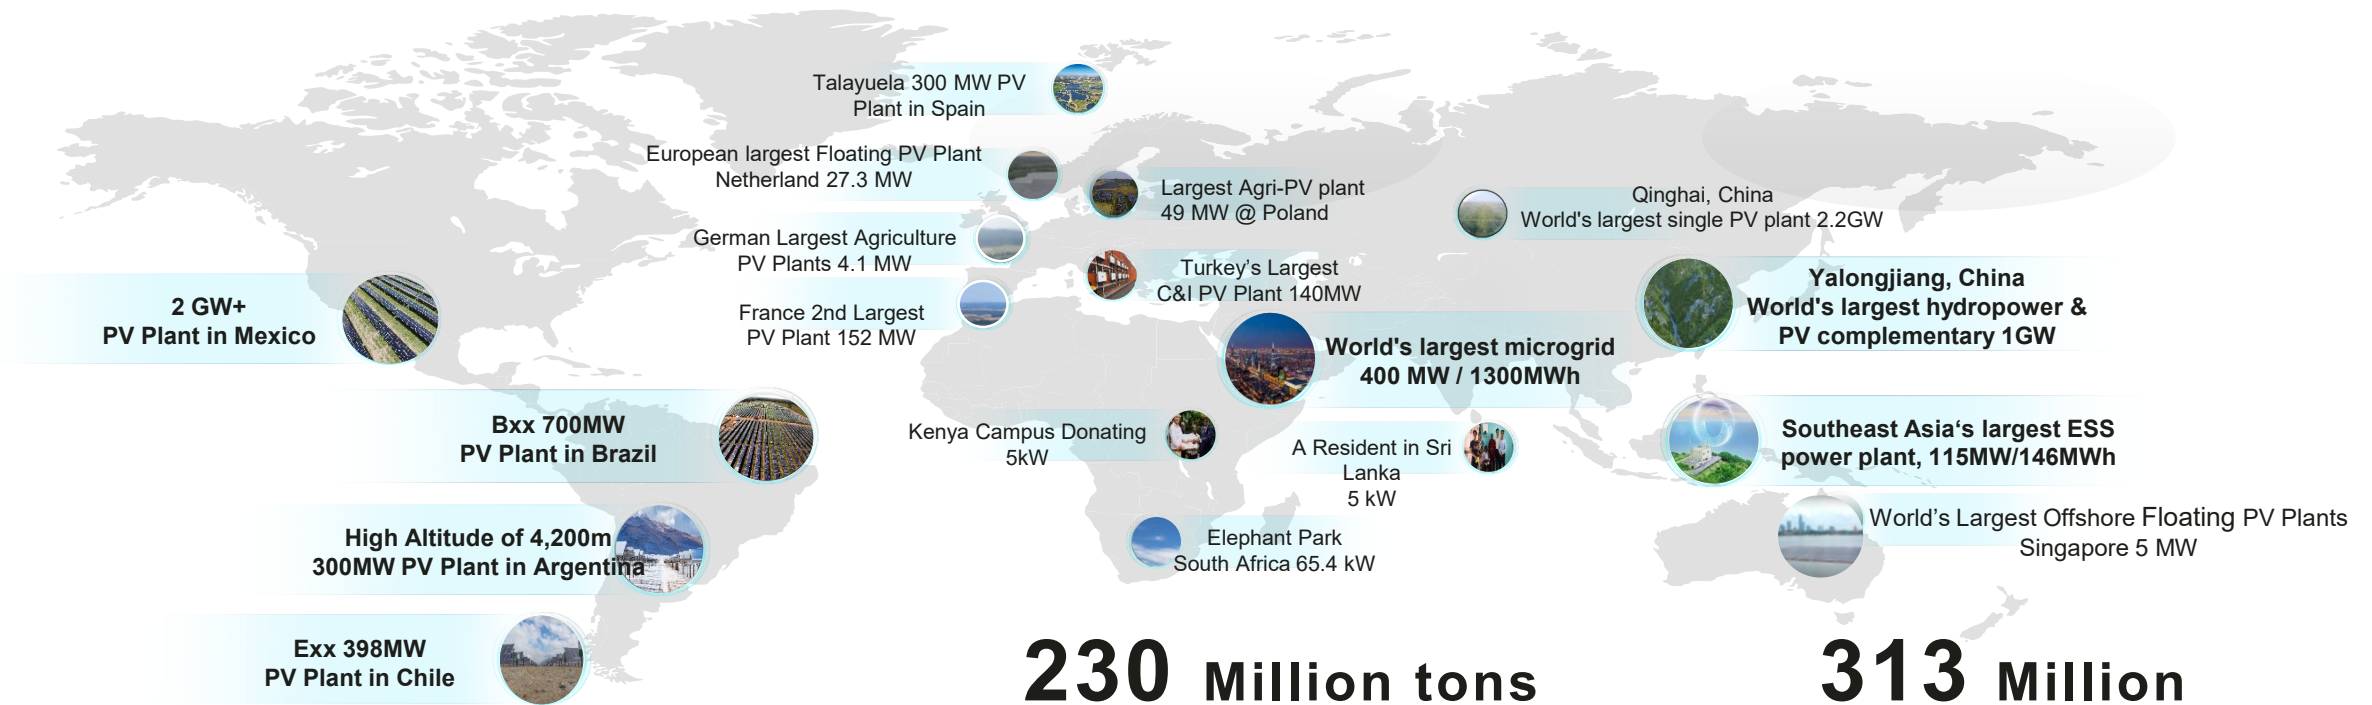 Talayuela 300 MW PV
Plant in Spain
European largest Floating PV Plant
Netherland 27.3 MW
Largest Agri-PV plant
49 MW @ Poland
Qinghai, China
World's largest single PV plant 2.2GW
German Largest Agriculture
PV Plants 4.1 MW
Turkey’s Largest
C&I PV Plant 140MW
Yalongjiang, China
World's largest hydropower &
PV complementary 1GW
2 GW+
PV Plant in Mexico
France 2nd Largest
PV Plant 152 MW
World's largest microgrid
400 MW / 1300MWh
Bxx 700MW
PV Plant in Brazil
Kenya Campus Donating
5kW
A Resident in Sri
Lanka
5 kW
Southeast Asia‘s largest ESS
power plant, 115MW/146MWh
High Altitude of 4,200m
300MW PV Plant in Argentina
Elephant Park
South Africa 65.4 kW
World’s Largest Offshore Floating PV Plants
Singapore 5 MW
Exx 398MW
PV Plant in Chile
230 Million tons
313 Million